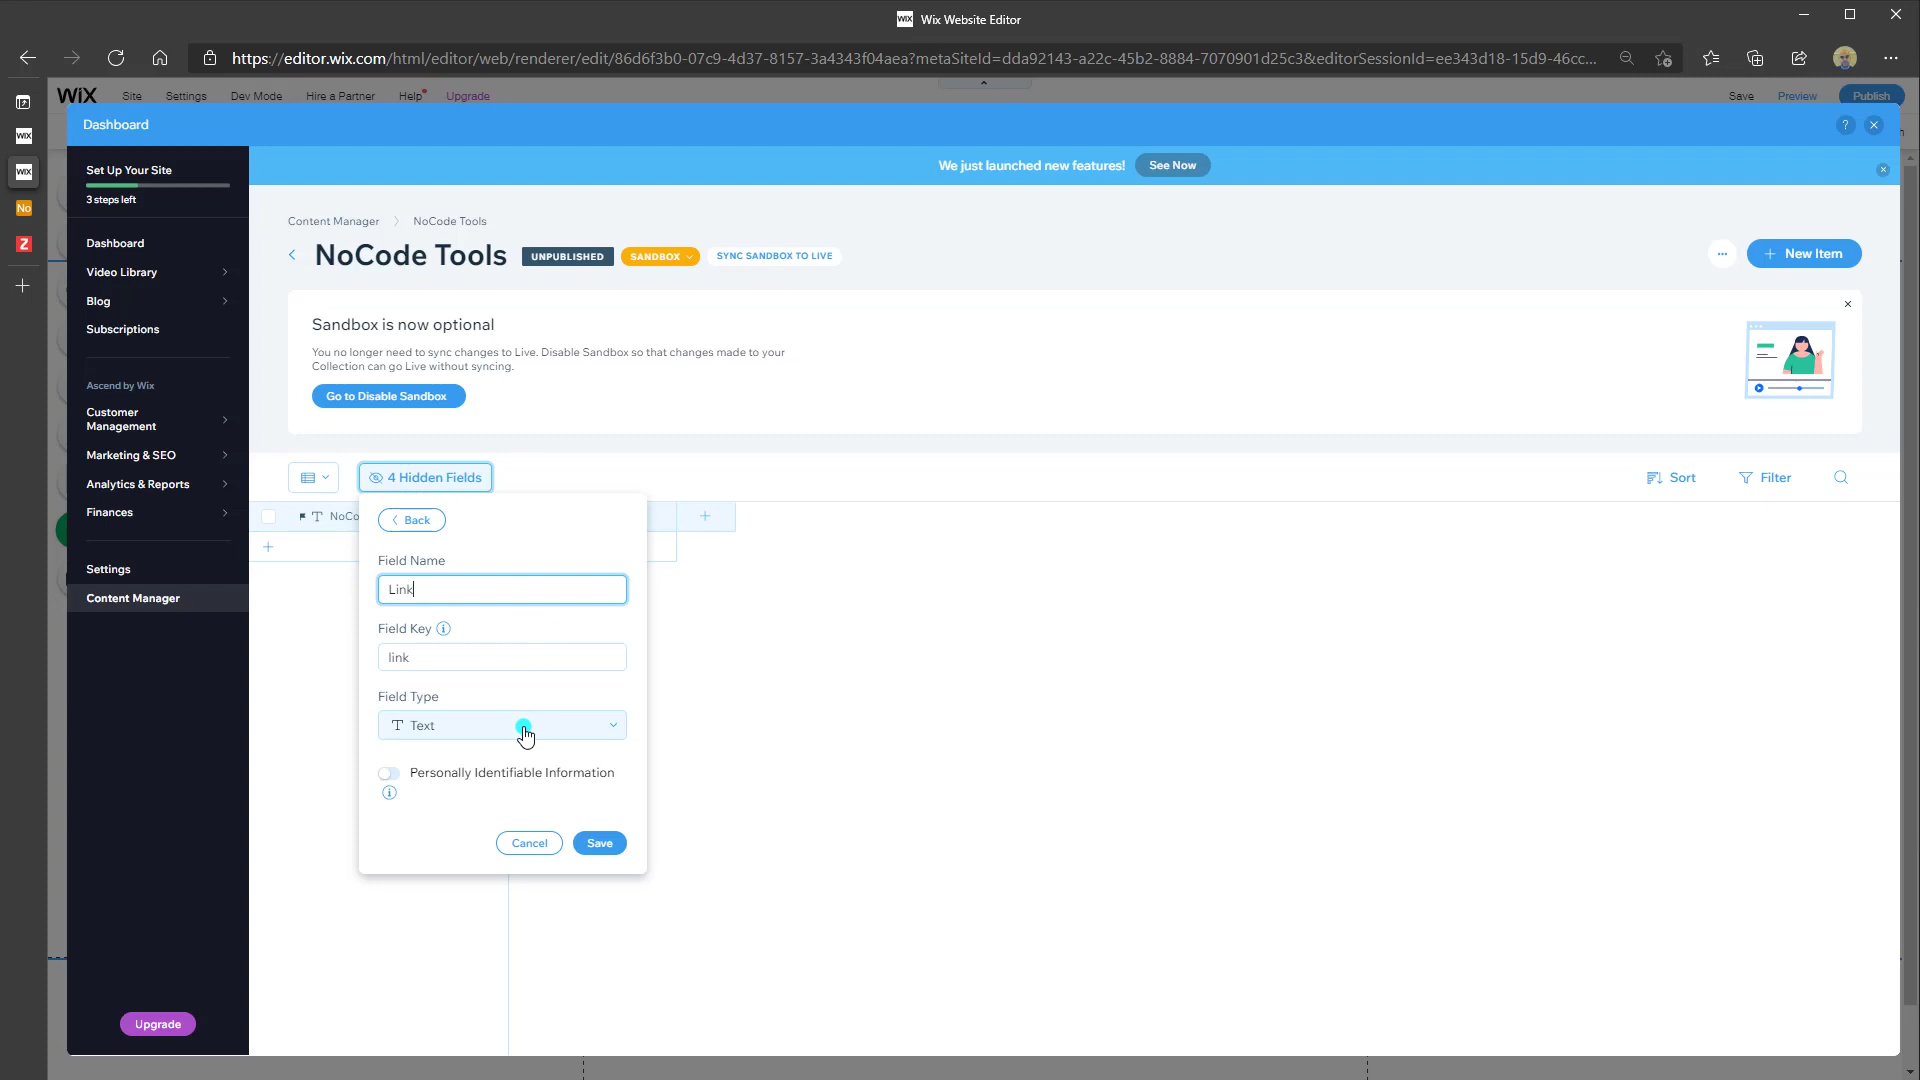 WIX Wix Website Editor
https://editor.wix.com/html/editor/web/renderer/edit/86d6f3b0-07c9-4d37-8157-3a4343f04aea?metaSiteId=dda92143-a22c-45b2-8884-7070901d25c3&editorSessionId=ee343d18-15d9-46cc...
WIX Site Settings Dev Mode Hire a Partner Help Upgrade Save Preview Publish
Dashboard ?
WIX
WIX
No
Z
Set Up Your Site
3 steps left
Dashboard
Video Library
Blog
Subscriptions
Ascend by Wix
Customer
Management
Marketing & SEO
Analytics & Reports
Finances
Settings
Content Manager
Upgrade
We just launched new features! See Now
Content Manager NoCode Tools
NoCode Tools UNPUBLISHED SANDBOX SYNC SANDBOX TO LIVE
New Item
Sandbox is now optional
You no longer need to sync changes to Live. Disable Sandbox so that changes made to your
Collection can go Live without syncing.
Go to Disable Sandbox
4 Hidden Fields Sort Filter
T NoCo
Back
Field Name
Link
Field Key
link
Field Type
T Text
Personally Identifiable Information
Cancel Save